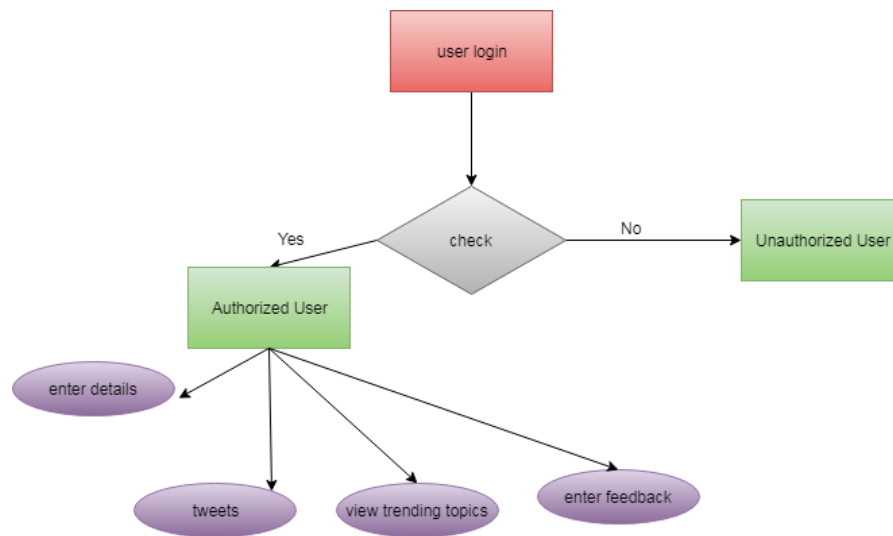 user login
check
Yes
No
Unauthorized User
Authorized User
enter details
tweets
view trending topics
enter feedback